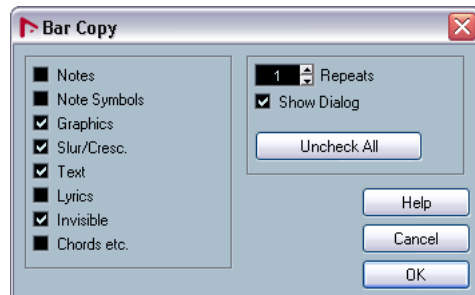 Bar Copy
Notes
Note Symbols
Graphics
Slur/Cresc.
Text
Lyrics
Invisible
Chords etc.
1 Repeats
Show Dialog
Uncheck All
Help
Cancel
OK